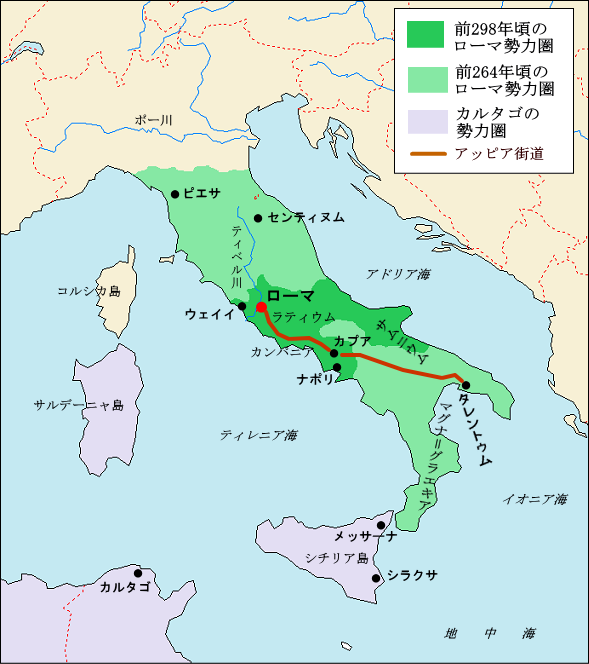 前298年頃の
ローマ勢力圏
前264年頃の
ローマ勢力圏
カルタゴの
勢力圏
アッピア街道
ポー川
ピエサ
センティヌム
ティベル川
アドリア海
コルシカ島
ローマ
ウェイイ
ラティウム
サムニウム
カプア
カンパニア
ナポリ
サルデーニャ島
タレントゥム
マグナ=グラエキア
ティレニア海
イオニア海
メッサーナ
シチリア島
シラクサ
カルタゴ
地中海